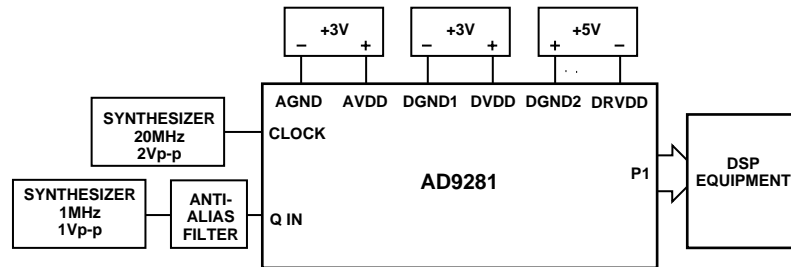 +3V
− +
+3V
− +
+5V
+ −
AGND AVDD DGND1 DVDD DGND2 DRVDD
SYNTHESIZER
20MHz
2Vp-p
CLOCK
AD9281
P1
DSP
EQUIPMENT
SYNTHESIZER
1MHz
1Vp-p
ANTI-
ALIAS
FILTER
Q IN